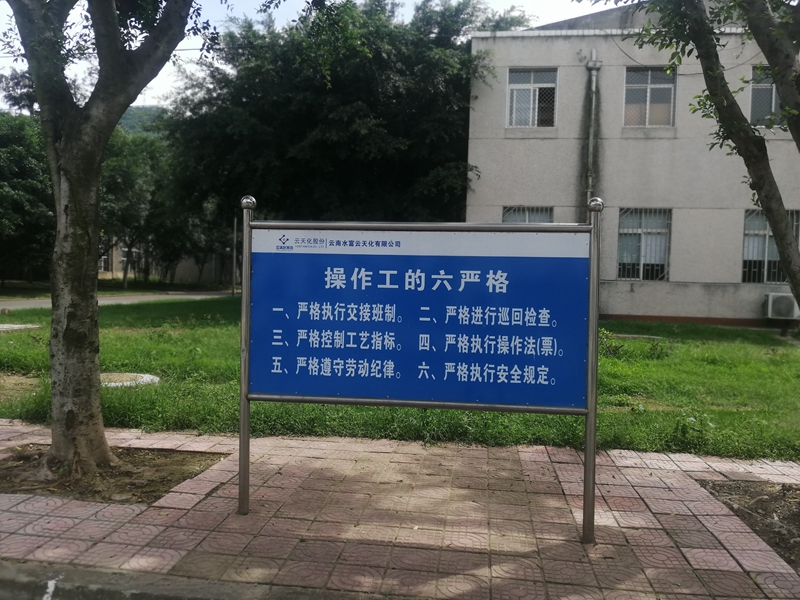 云天化股份 云南水富云天化有限公司
操作工的六严格
一、严格执行交接班制。 二、严格进行巡回检查。
三、严格控制工艺指标。 四、严格执行操作法(票)。
五、严格遵守劳动纪律。 六、严格执行安全规定。